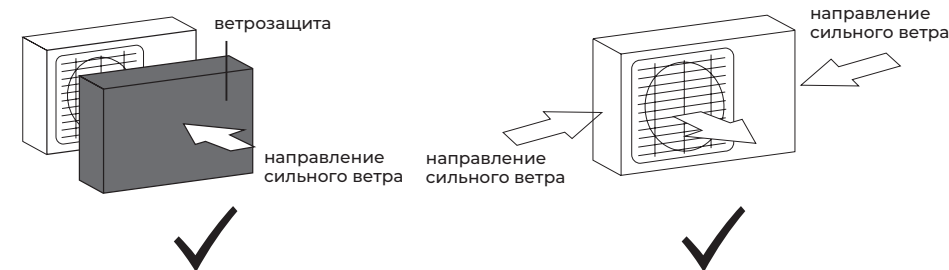 ветрозащита
направление
сильного ветра
направление
сильного ветра
направление
сильного ветра